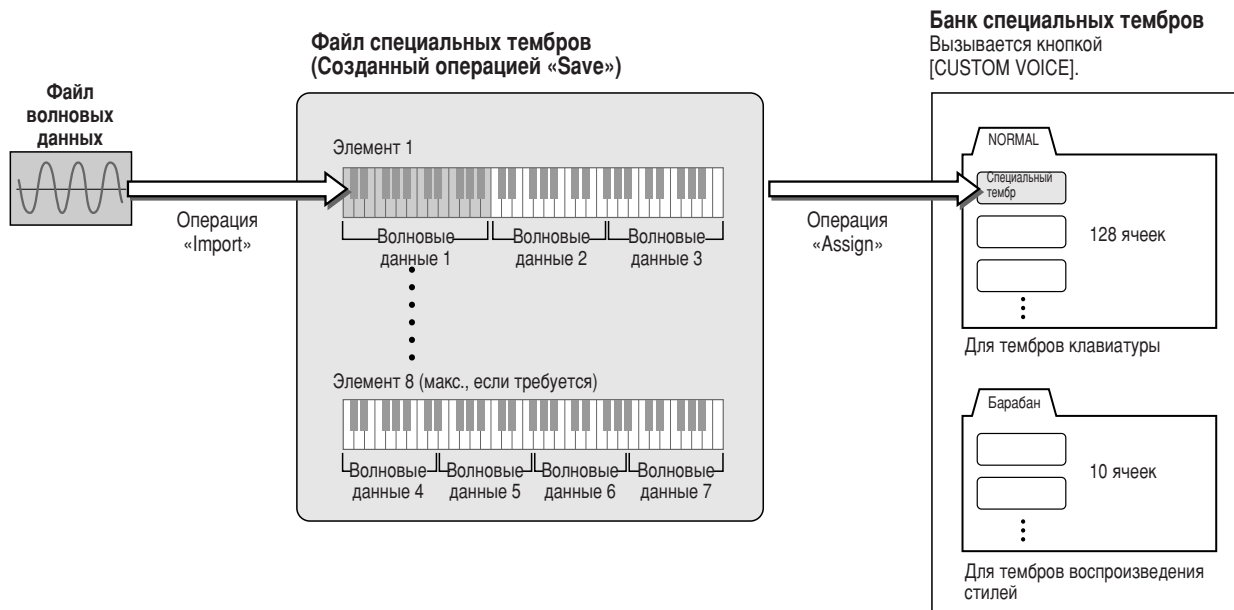 Файл
волновых
данных
Операция
«Import»
Файл специальных тембров
(Созданный операцией «Save»)
Элемент 1
Волновые
данные 1
Волновые
данные 2
Волновые
данные 3
Элемент 8 (макс., если требуется)
Волновые
данные 4
Волновые
данные 5
Волновые
данные 6
Волновые
данные 7
Операция
«Assign»
Банк специальных тембров
Вызывается кнопкой
[CUSTOM VOICE].
NORMAL
Специальный
тембр
128 ячеек
Для тембров клавиатуры
Барабан
10 ячеек
Для тембров воспроизведения
стилей